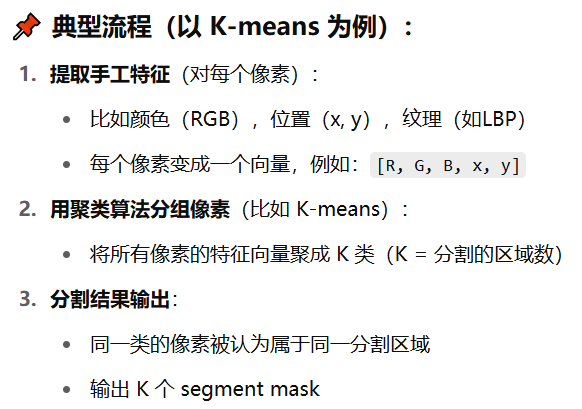 📌 典型流程（以 K-means 为例）：
1. 提取手工特征（对每个像素）：
• 比如颜色（RGB），位置（x, y），纹理（如LBP）
• 每个像素变成一个向量，例如：[R, G, B, x, y]
2. 用聚类算法分组像素（比如 K-means）：
• 将所有像素的特征向量聚成 K 类（K = 分割的区域数）
3. 分割结果输出：
• 同一类的像素被认为属于同一分割区域
• 输出 K 个 segment mask